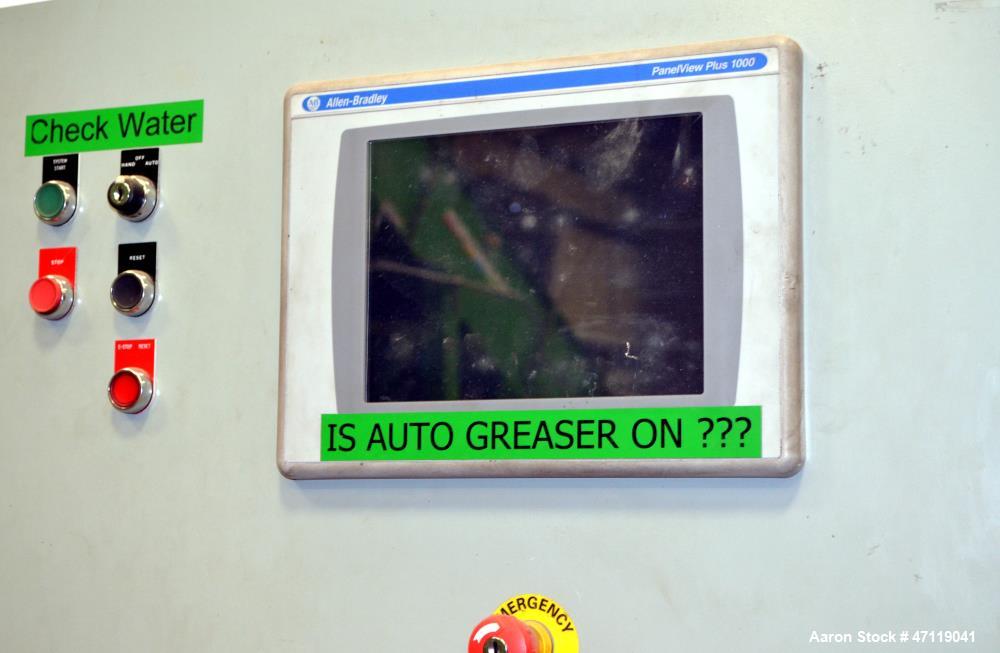 Allen-Bradley
PanelView Plus 1000
Check Water
SYSTEM
START
OFF
HAND AUTO
STOP
RESET
E-STOP RESET
IS AUTO GREASER ON ???
EMERGENCY
Aaron Stock # 47119041